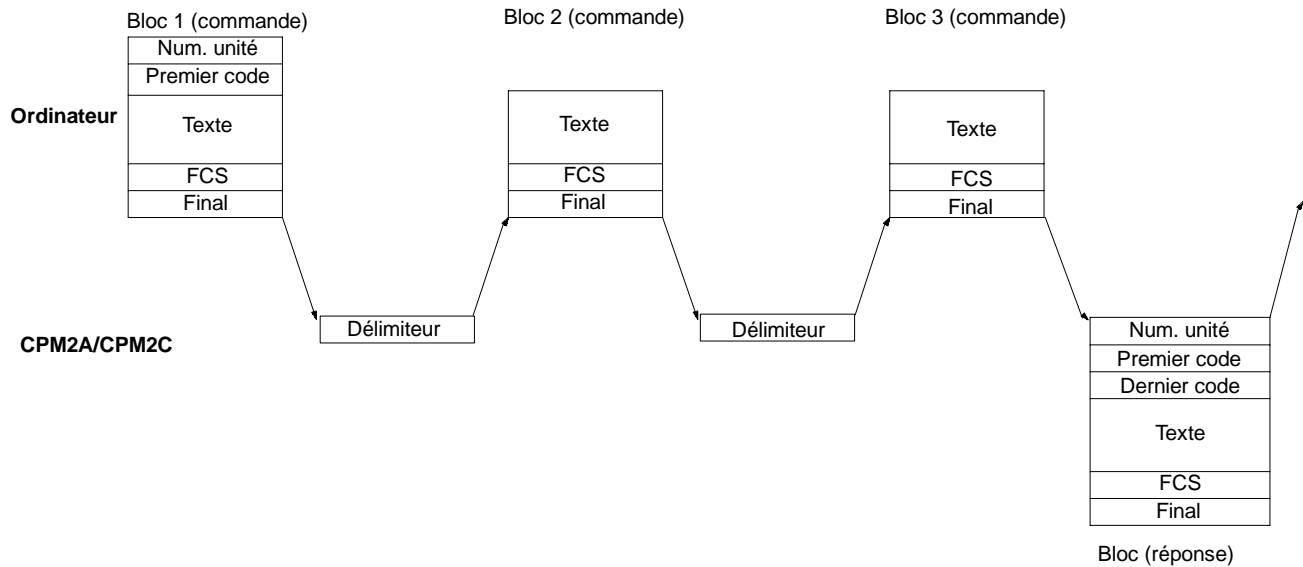 Bloc 1 (commande)
Num. unité
Premier code
Texte
FCS
Final
Bloc 2 (commande)
Texte
FCS
Final
Bloc 3 (commande)
Texte
FCS
Final
Ordinateur
Délimiteur
Délimiteur
CPM2A/CPM2C
Num. unité
Premier code
Dernier code
Texte
FCS
Final
Bloc (réponse)